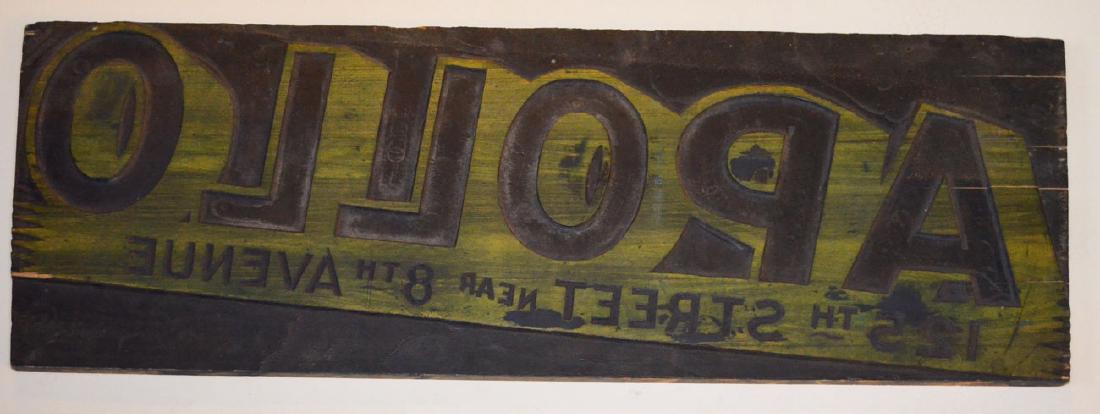 APOLLO
125TH STREET NEAR 8TH AVENUE